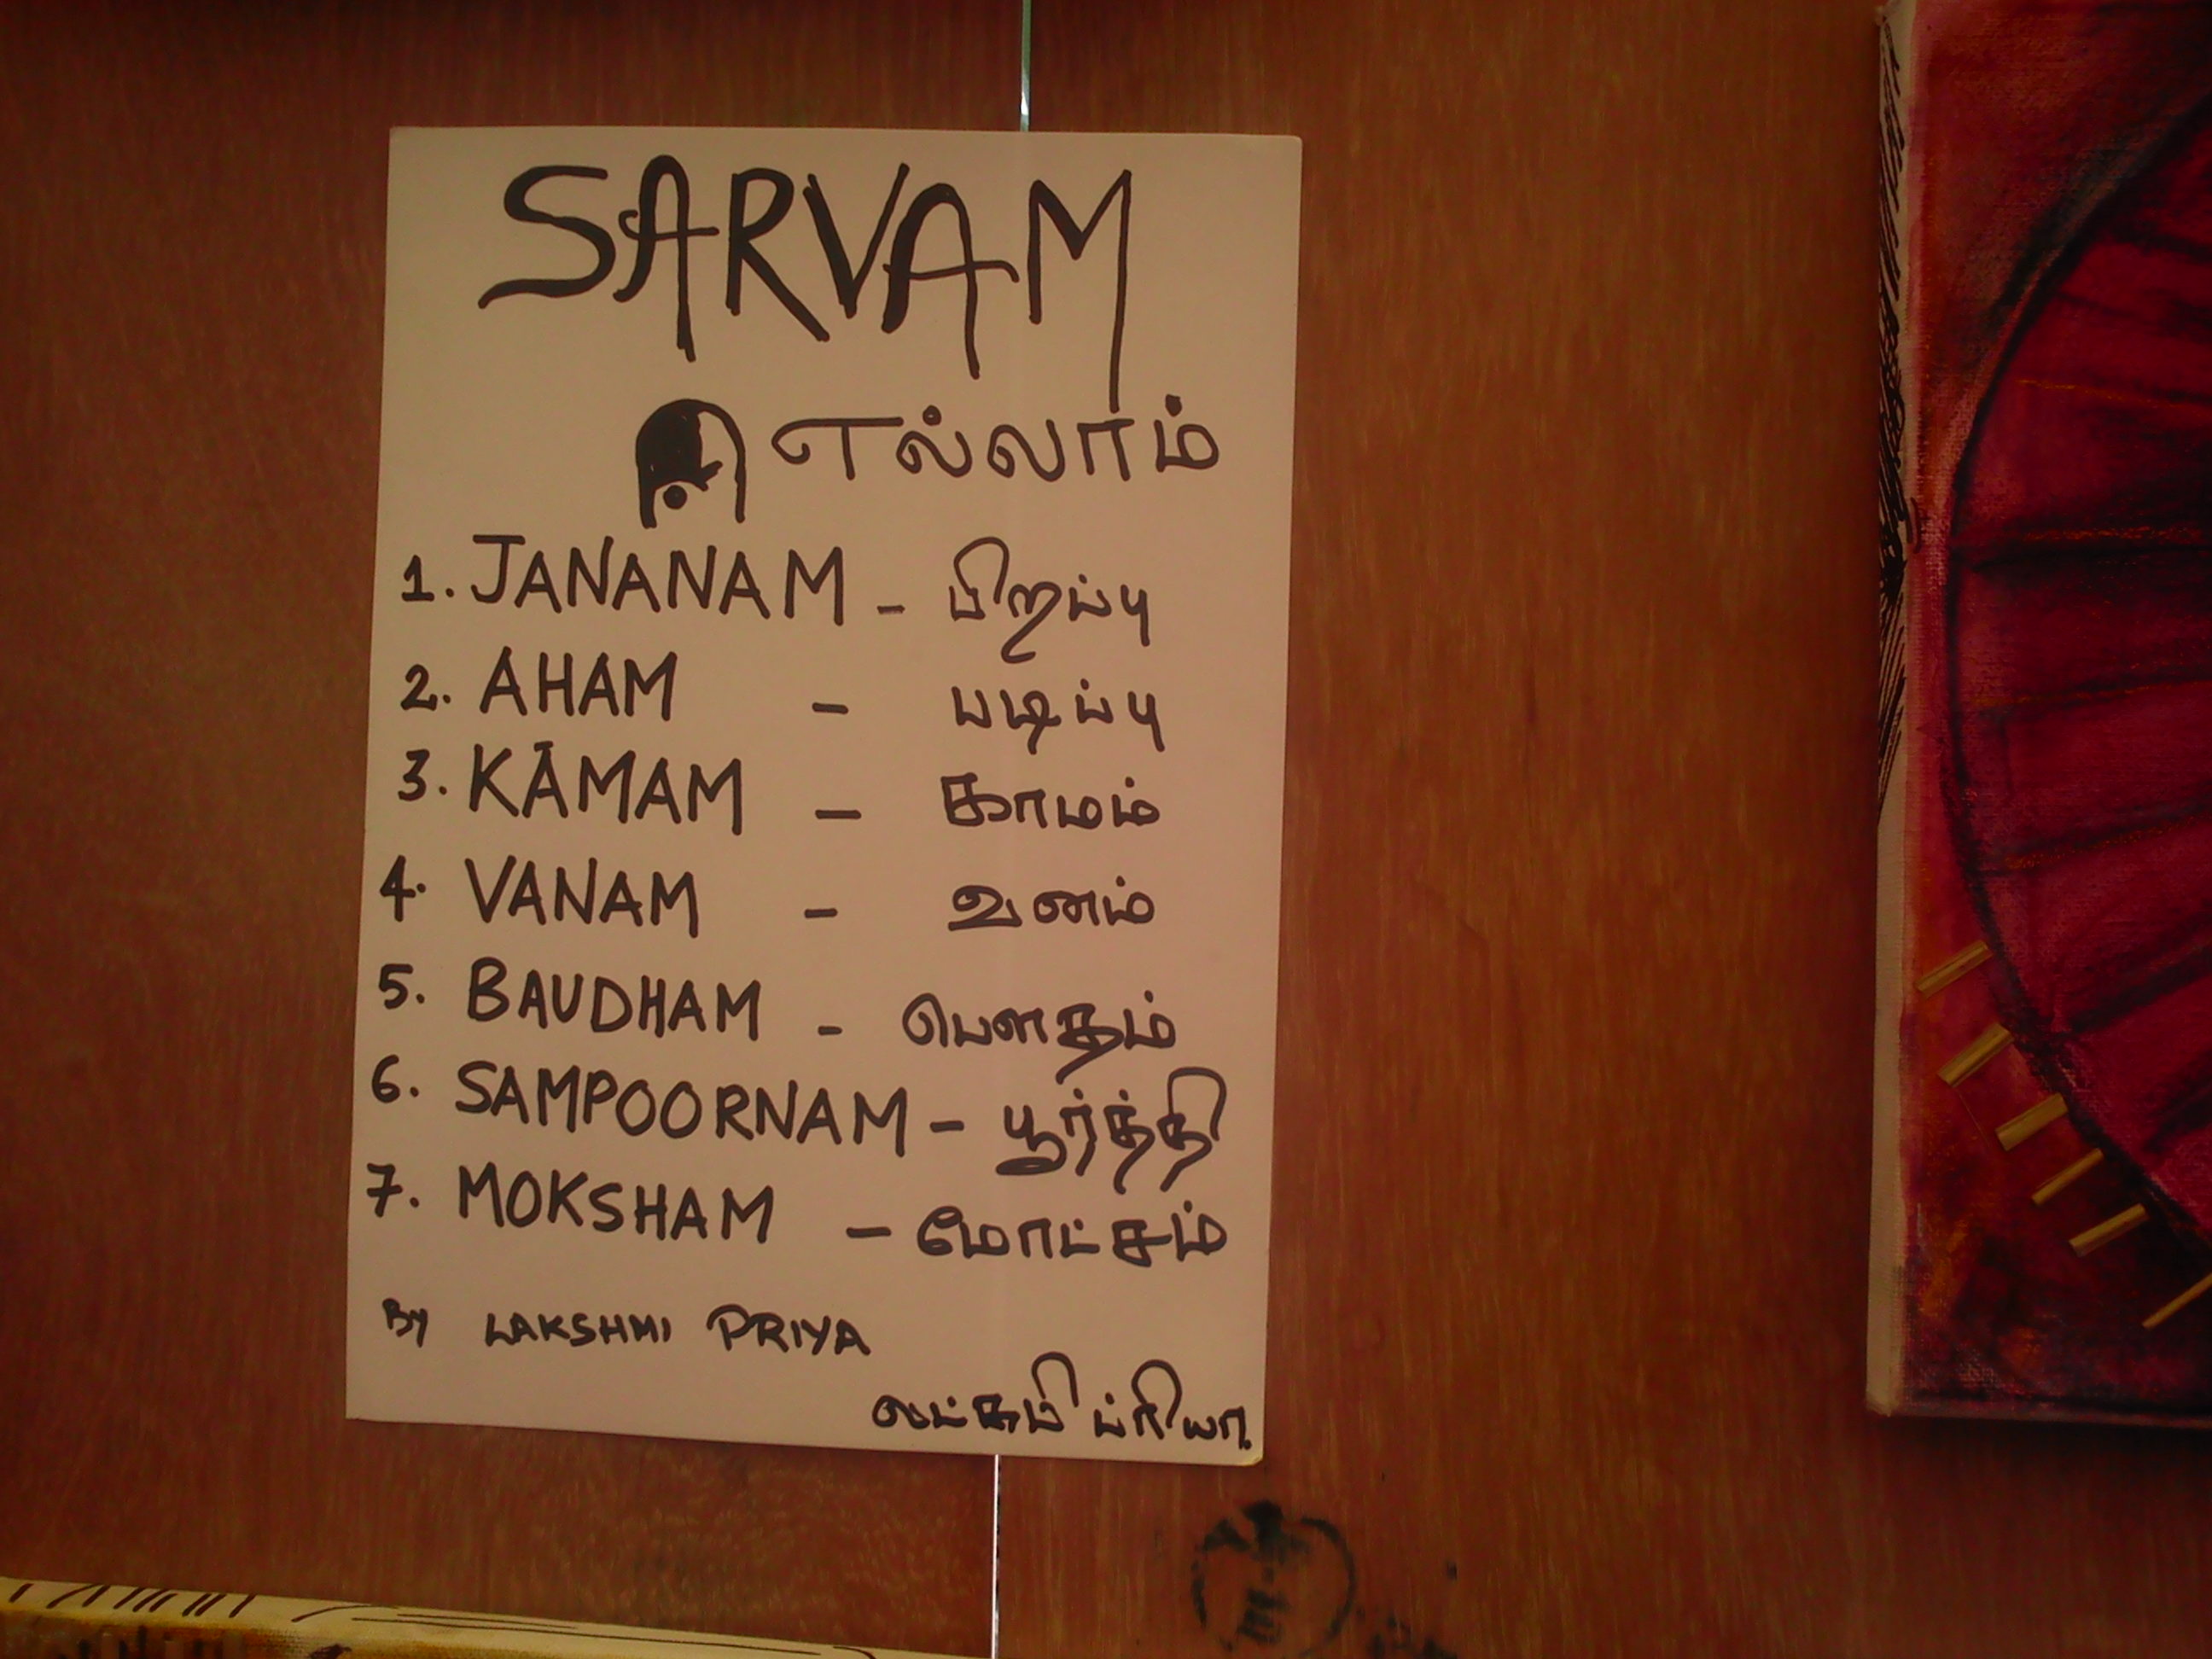 SARVAM
எல்லாம்
1. JANANAM - பிறப்பு
2. AHAM - படிப்பு
3. KĀMAM - காமம்
4. VANAM - வனம்
5. BAUDHAM - பௌதம்
6. SAMPOORNAM - பூர்த்தி
7. MOKSHAM - மோட்சம்
By LAKSHMI PRIYA
லட்சுமி ப்ரியா